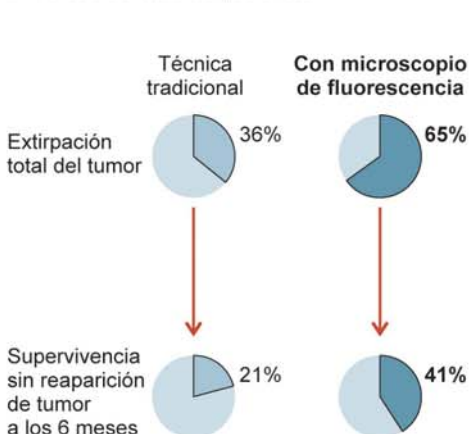 Técnica
tradicional
Con microscopio
de fluorescencia
Extirpación
total del tumor
36%
65%
Supervivencia
sin reaparición
de tumor
a los 6 meses
21%
41%